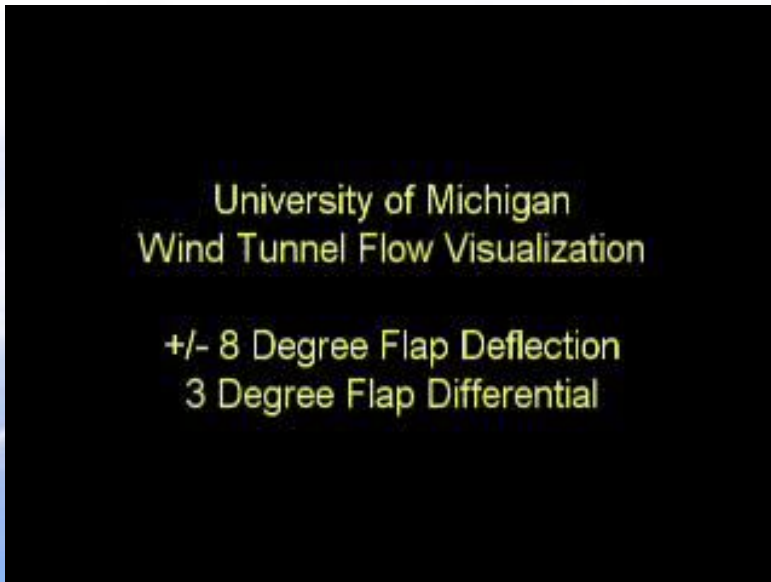 University of Michigan
Wind Tunnel Flow Visualization
+/- 8 Degree Flap Deflection
3 Degree Flap Differential